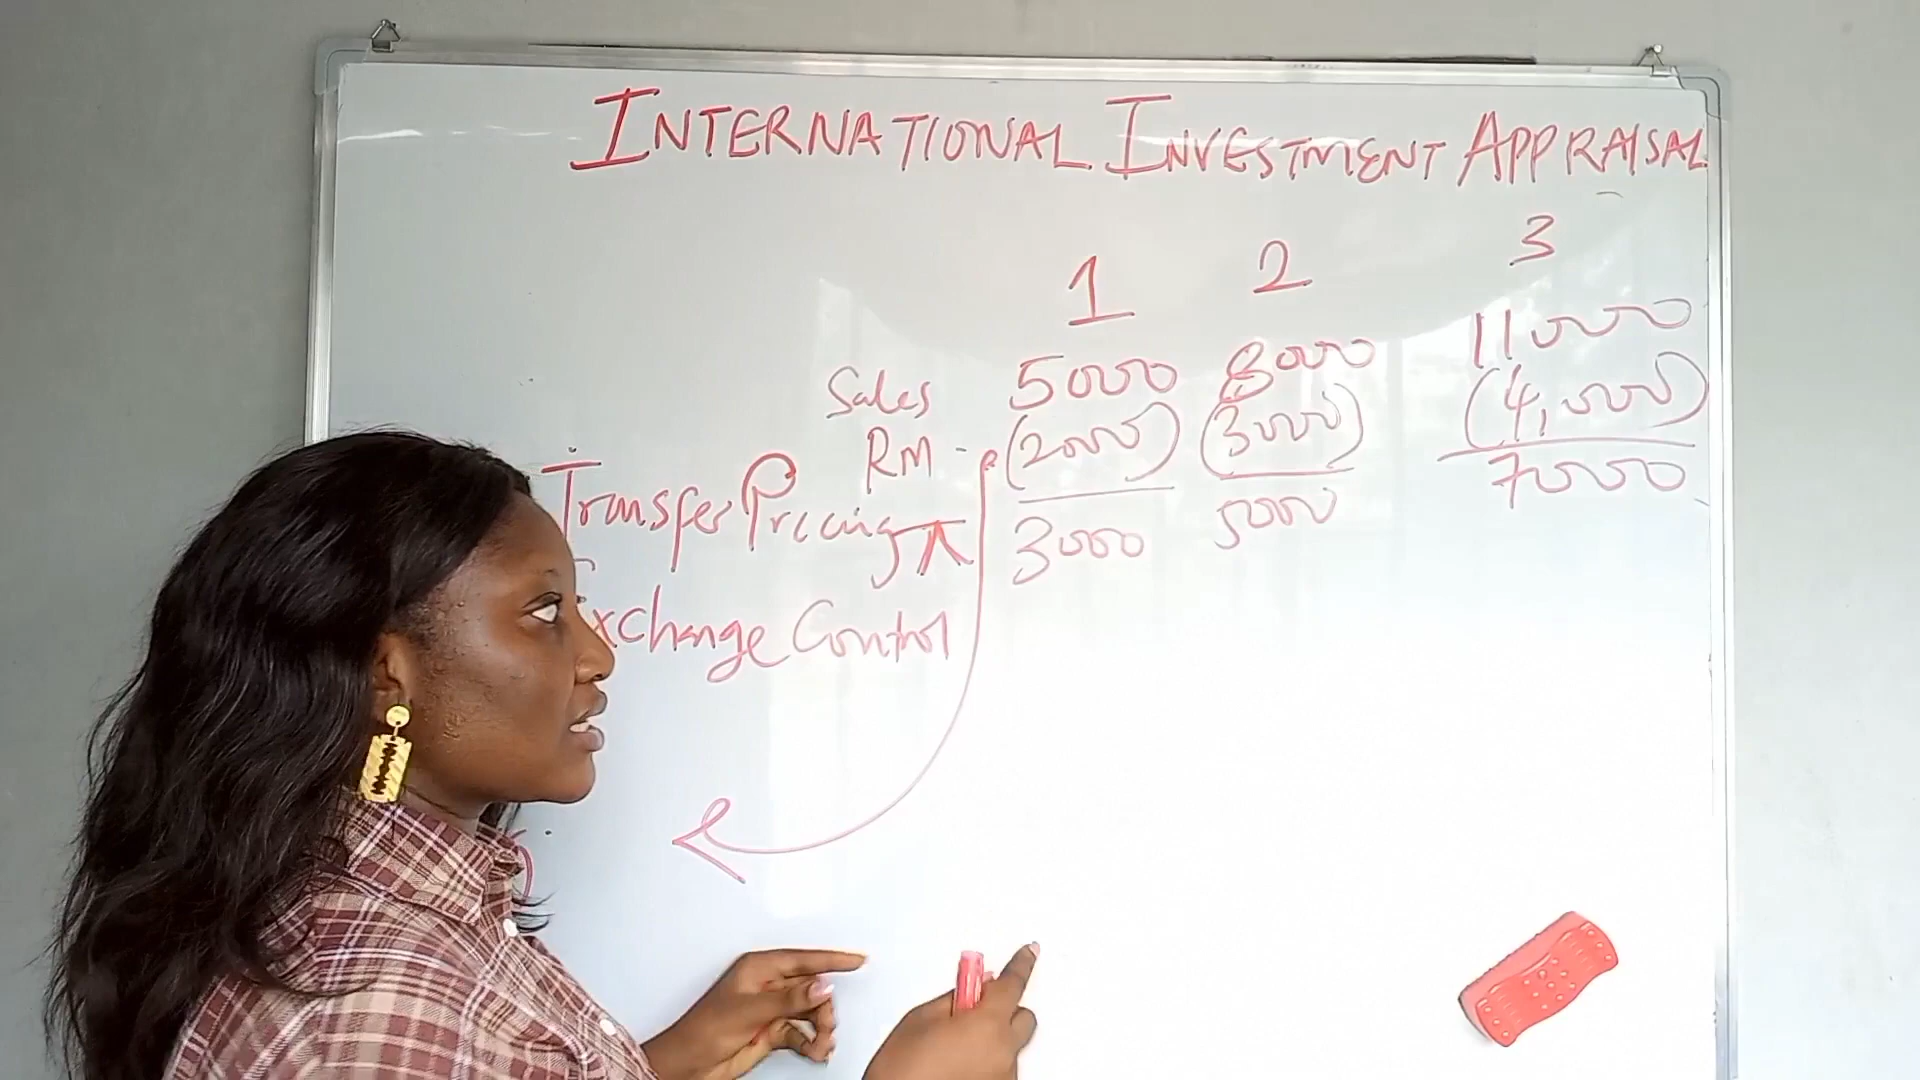 INTERNATIONAL INVESTMENT APPRAISAL
1 2 3
Sales 5000 8000 11000
RM - (2000) (3000) (4,000)
3000 5000 7000
Transfer Pricing
Exchange Control